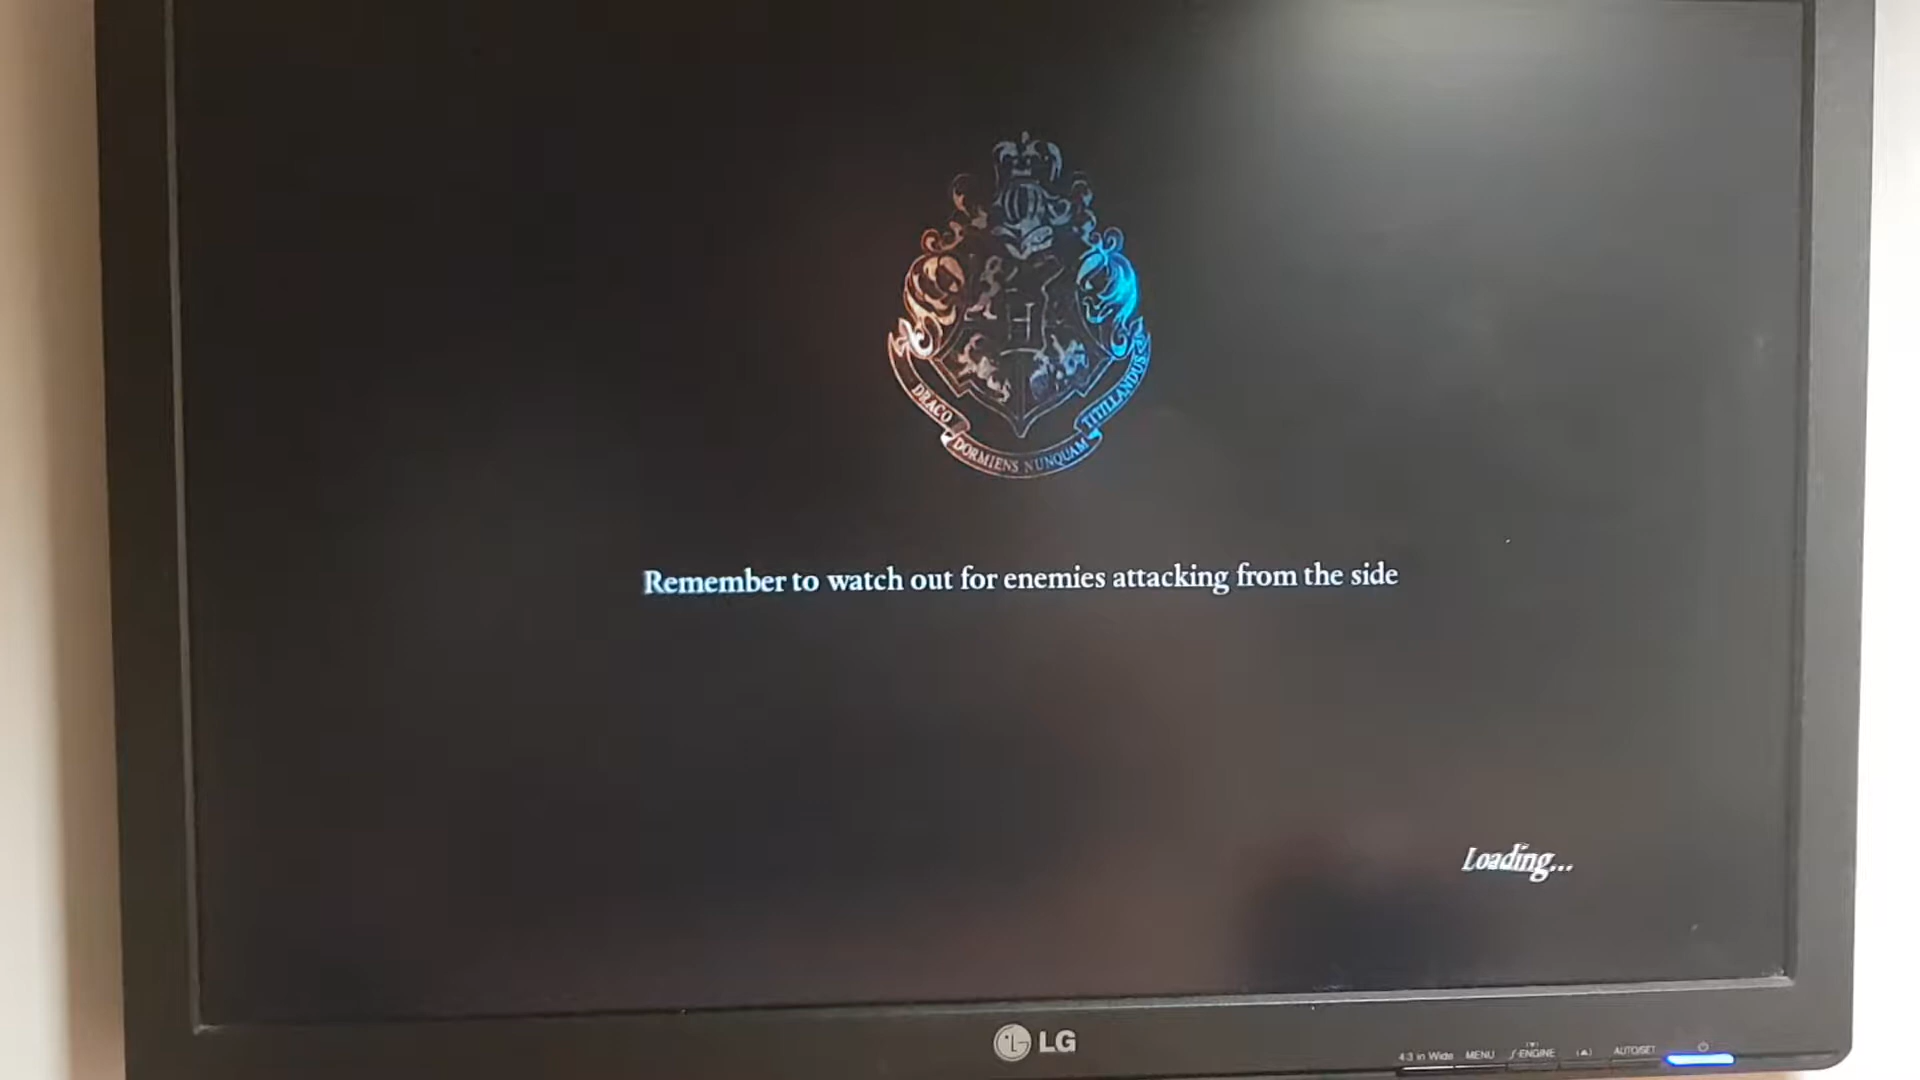 H
DRACO
DORMIENS NUNQUAM
TITILLANDUS
Remember to watch out for enemies attacking from the side
Loading...
LG
4:3 in Wide MENU f-ENGINE AUTO/SET